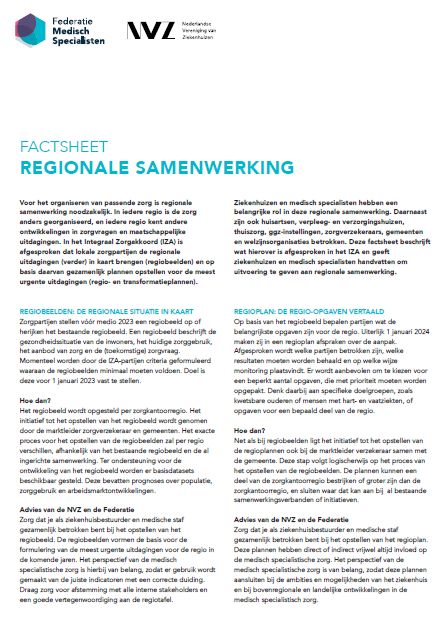 Federatie
Medisch
Specialisten
NVZ
Nederlandse
Vereniging van
Ziekenhuizen
FACTSHEET
REGIONALE SAMENWERKING
Voor het organiseren van passende zorg is regionale
samenwerking noodzakelijk. In iedere regio is de zorg
anders georganiseerd, en iedere regio kent andere
ontwikkelingen in zorgvragen en maatschappelijke
uitdagingen. In het Integraal Zorgakkoord (IZA) is
afgesproken dat lokale zorgpartijen de regionale
uitdagingen (verder) in kaart brengen (regiobeelden) en op
basis daarvan gezamenlijk plannen opstellen voor de meest
urgente uitdagingen (regio- en transformatieplannen).
Ziekenhuizen en medisch specialisten hebben een
belangrijke rol in deze regionale samenwerking. Daarnaast
zijn ook huisartsen, verpleeg- en verzorgingshuizen,
thuiszorg, ggz-instellingen, zorgverzekeraars, gemeenten
en welzijnsorganisaties betrokken. Deze factsheet beschrijft
wat hierover is afgesproken in het IZA en geeft
ziekenhuizen en medisch specialisten handvatten om
uitvoering te geven aan regionale samenwerking.
REGIOBEELDEN: DE REGIONALE SITUATIE IN KAART
Zorgpartijen stellen vóór medio 2023 een regiobeeld op of
herijken het bestaande regiobeeld. Een regiobeeld beschrijft de
gezondheidssituatie van de inwoners, het huidige zorggebruik,
het aanbod van zorg en de (toekomstige) zorgvraag.
Momenteel worden door de IZA-partijen criteria geformuleerd
waaraan de regiobeelden minimaal moeten voldoen. Doel is
deze voor 1 januari 2023 vast te stellen.
Hoe dan?
Het regiobeeld wordt opgesteld per zorgkantoorregio. Het
initiatief tot het opstellen van het regiobeeld wordt genomen
door de marktleider zorgverzekeraar en gemeenten. Het exacte
proces voor het opstellen van de regiobeelden zal per regio
verschillen, afhankelijk van het bestaande regiobeeld en de al
ingerichte samenwerking. Ter ondersteuning voor de
ontwikkeling van het regiobeeld worden er basisdatasets
beschikbaar gesteld. Deze bevatten prognoses over populatie,
zorggebruik en arbeidsmarktontwikkelingen.
Advies van de NVZ en de Federatie
Zorg dat je als ziekenhuisbestuurder en medische staf
gezamenlijk betrokken bent bij het opstellen van het
regiobeeld. De regiobeelden vormen de basis voor de
formulering van de meest urgente uitdagingen voor de regio in
de komende jaren. Het perspectief van de medisch
specialistische zorg is hierbij van belang, zodat er gebruik wordt
gemaakt van de juiste indicatoren met een correcte duiding.
Draag zorg voor afstemming met alle interne stakeholders en
een goede vertegenwoordiging aan de regiotafel.
REGIOPLAN: DE REGIO-OPGAVEN VERTAALD
Op basis van het regiobeeld bepalen partijen wat de
belangrijkste opgaven zijn voor de regio. Uiterlijk 1 januari 2024
maken zij in een regioplan afspraken over de aanpak.
Afgesproken wordt welke partijen betrokken zijn, welke
resultaten moeten worden behaald en op welke wijze
monitoring plaatsvindt. Er wordt aanbevolen om te kiezen voor
een beperkt aantal opgaven, die met prioriteit moeten worden
opgepakt. Denk daarbij aan specifieke doelgroepen, zoals
kwetsbare ouderen of mensen met hart- en vaatziekten, of
opgaven voor een bepaald deel van de regio.
Hoe dan?
Net als bij regiobeelden ligt het initiatief tot het opstellen van
de regioplannen ook bij de marktleider verzekeraar samen met
de gemeente. Deze stap volgt logischerwijs op het proces van
het opstellen van de regiobeelden. De plannen kunnen een
deel van de zorgkantoorregio bestrijken of groter zijn dan de
zorgkantoorregio, en sluiten waar dat kan aan bij al bestaande
samenwerkingsverbanden of initiatieven.
Advies van de NVZ en de Federatie
Zorg dat je als ziekenhuisbestuurder en medische staf
gezamenlijk betrokken bent bij het opstellen van het regioplan.
Deze plannen hebben direct of indirect vrijwel altijd invloed op
de medisch specialistische zorg. Het perspectief van de
medisch specialistische zorg is van belang, zodat deze plannen
aansluiten bij de ambities en mogelijkheden van het ziekenhuis
en bij bovenregionale en landelijke ontwikkelingen in de
medisch specialistisch zorg.